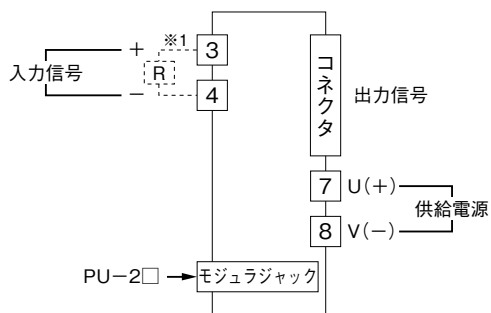 入力信号
+
−
※1
R
3
4
コネクタ
出力信号
7
U(+)
8
V(−)
供給電源
PU−2□
モジュラジャック